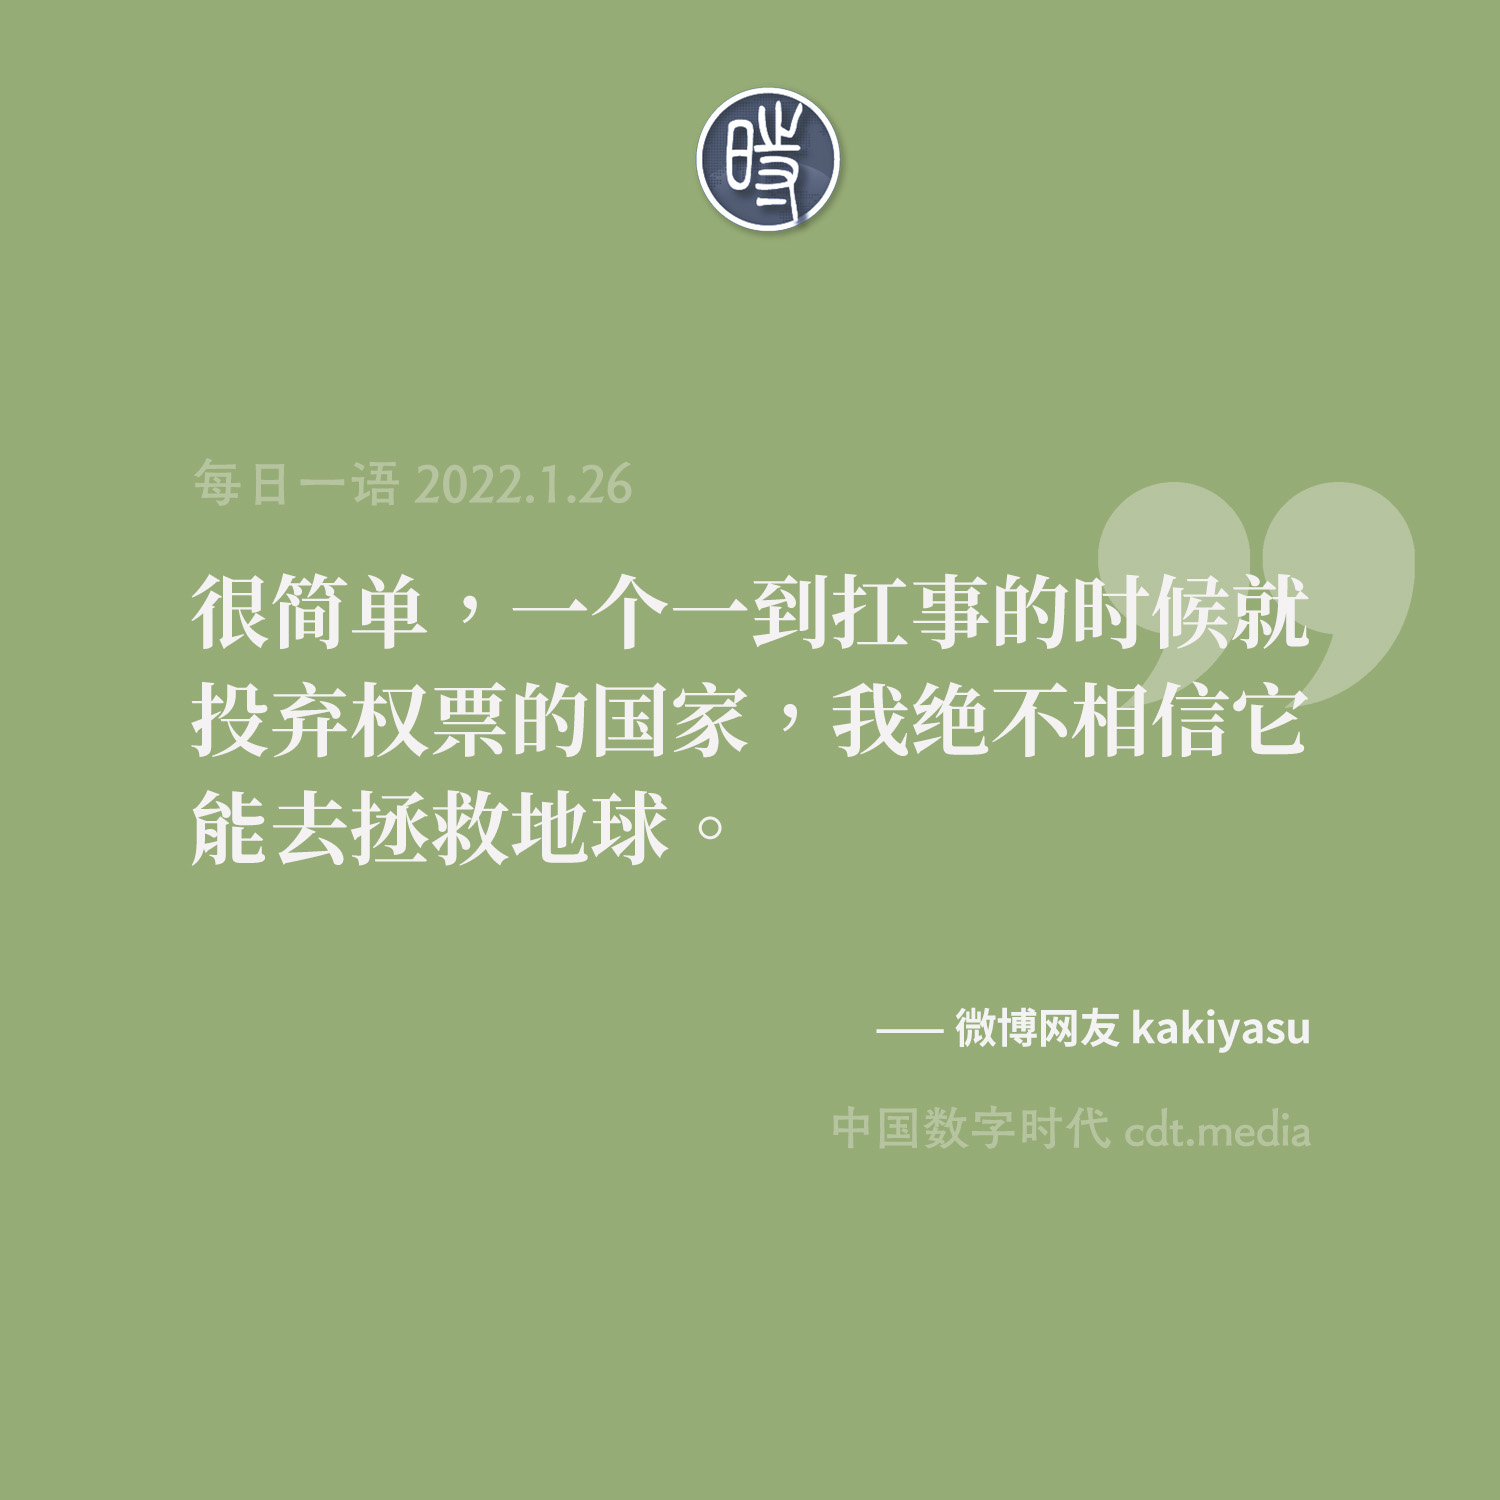 時
每日一语 2022.1.26
很简单，一个一到扛事的时候就
投弃权票的国家，我绝不相信它
能去拯救地球。
—— 微博网友 kakiyasu
中国数字时代 cdt.media